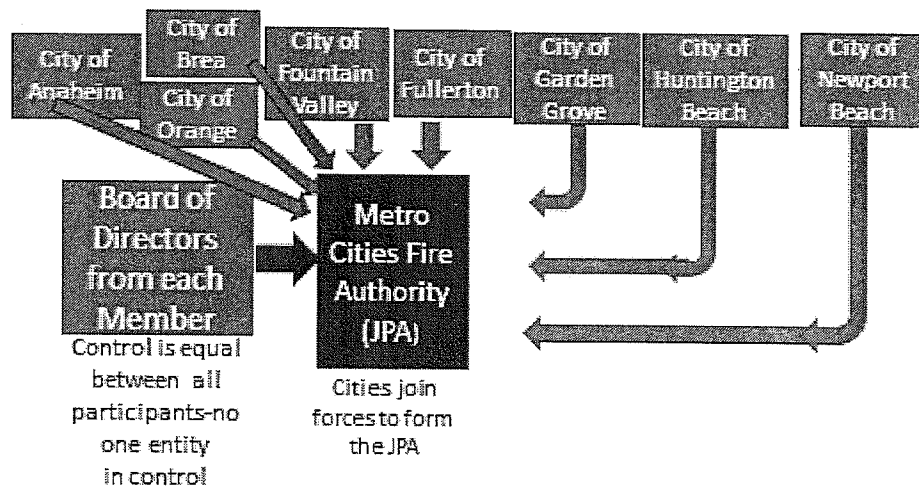 City of
Anaheim
City of
Brea
City of
Orange
City of
Fountain
Valley
City of
Fullerton
City of
Garden
Grove
City of
Huntington
Beach
City of
Newport
Beach
Board of
Directors
from each
Member
Control is equal
between all
participants-no
one entity
in control
Metro
Cities Fire
Authority
(JPA)
Cities join
forces to form
the JPA